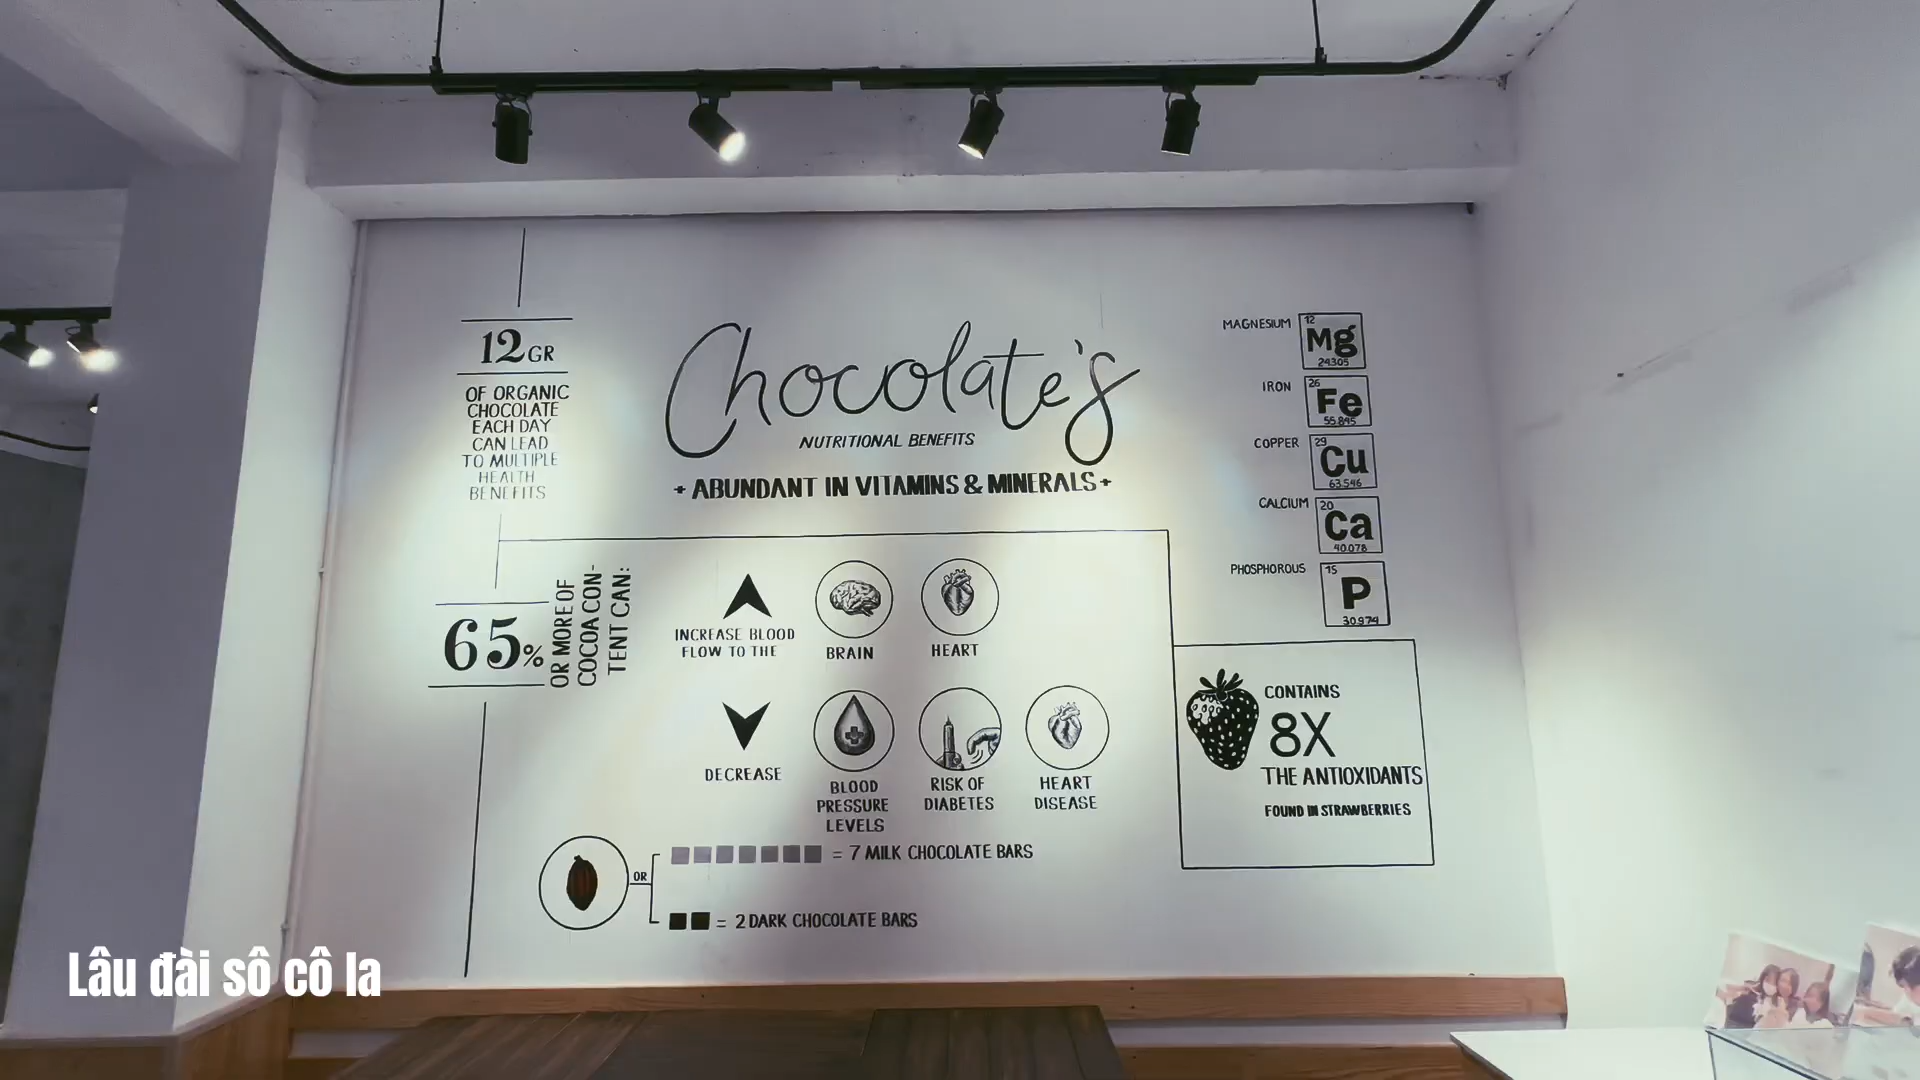 12GR
OF ORGANIC
CHOCOLATE
EACH DAY
CAN LEAD
TO MULTIPLE
HEALTH
BENEFITS
65%
OR MORE OF
COCOA CON-
TENT CAN:
Chocolate's
NUTRITIONAL BENEFITS
+ ABUNDANT IN VITAMINS & MINERALS +
INCREASE BLOOD
FLOW TO THE
BRAIN
HEART
DECREASE
BLOOD
PRESSURE
LEVELS
RISK OF
DIABETES
HEART
DISEASE
OR
= 7 MILK CHOCOLATE BARS
= 2 DARK CHOCOLATE BARS
MAGNESIUM
12
Mg
24.305
IRON
26
Fe
55.845
COPPER
29
Cu
63.546
CALCIUM
20
Ca
40.078
PHOSPHOROUS
15
P
30.974
CONTAINS
8X
THE ANTIOXIDANTS
FOUND IN STRAWBERRIES
Lâu đài sô cô la